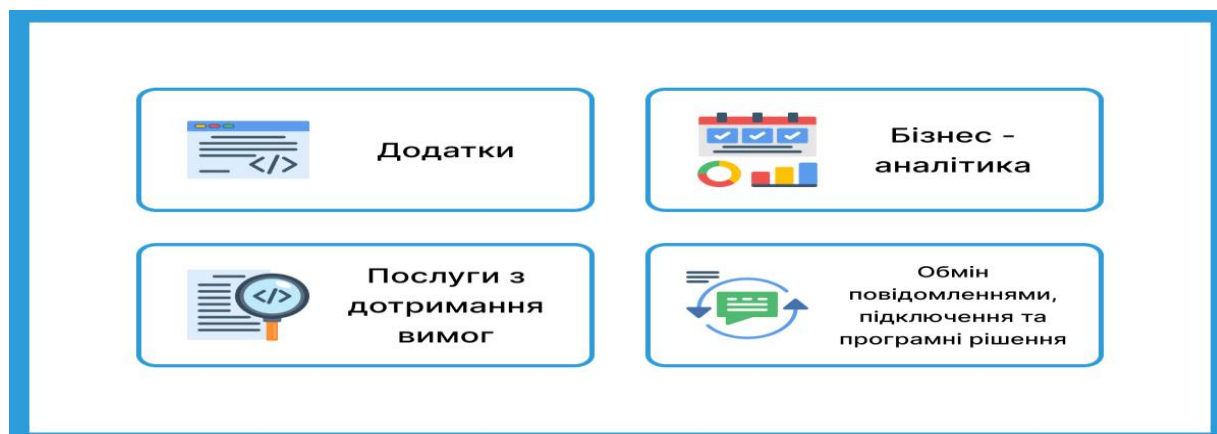 Додатки
Бізнес -
аналітика
Послуги з
дотримання
вимог
Обмін
повідомленнями,
підключення та
програмні рішення